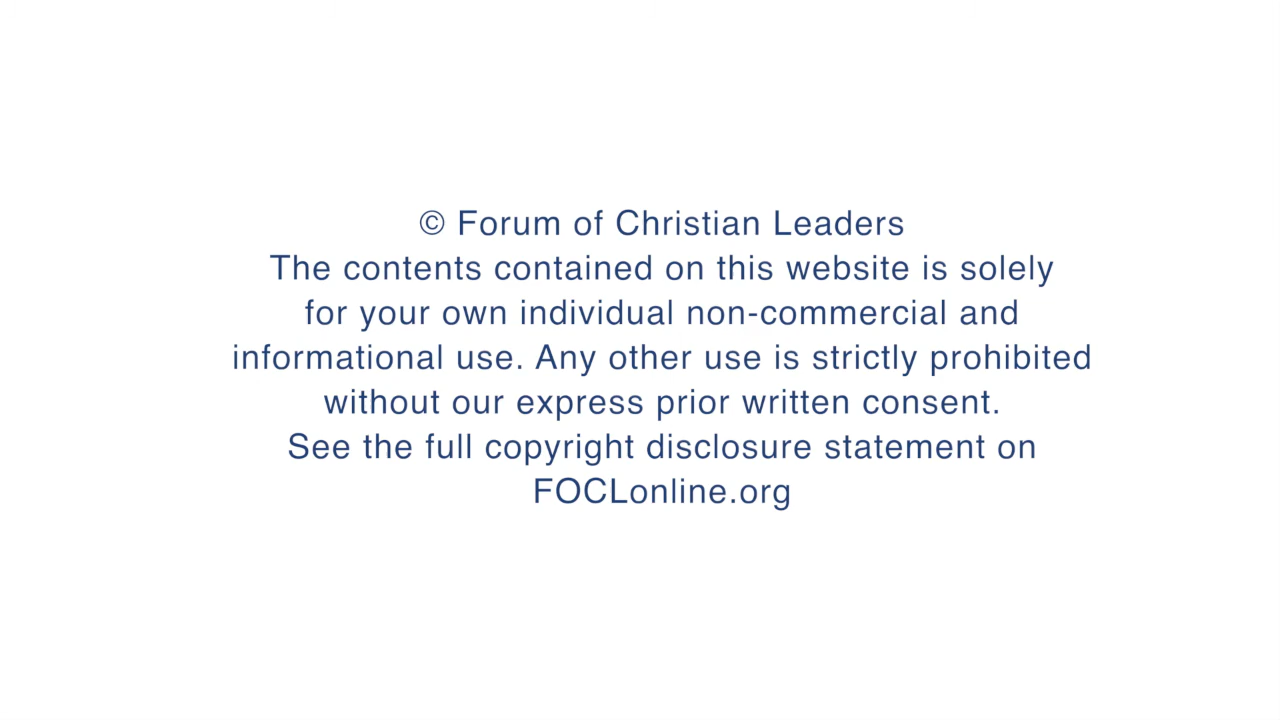 © Forum of Christian Leaders
The contents contained on this website is solely
for your own individual non-commercial and
informational use. Any other use is strictly prohibited
without our express prior written consent.
See the full copyright disclosure statement on
FOCLonline.org